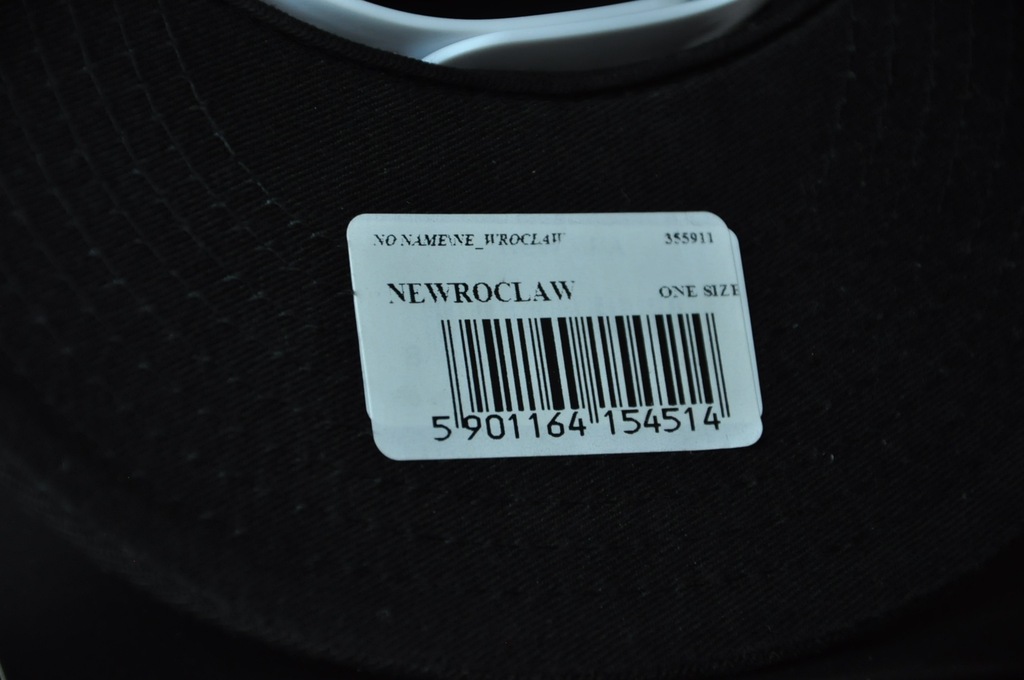 NO NAME\NE_WROCLAW 355911
NEWROCLAW ONE SIZE
5 901164 154514